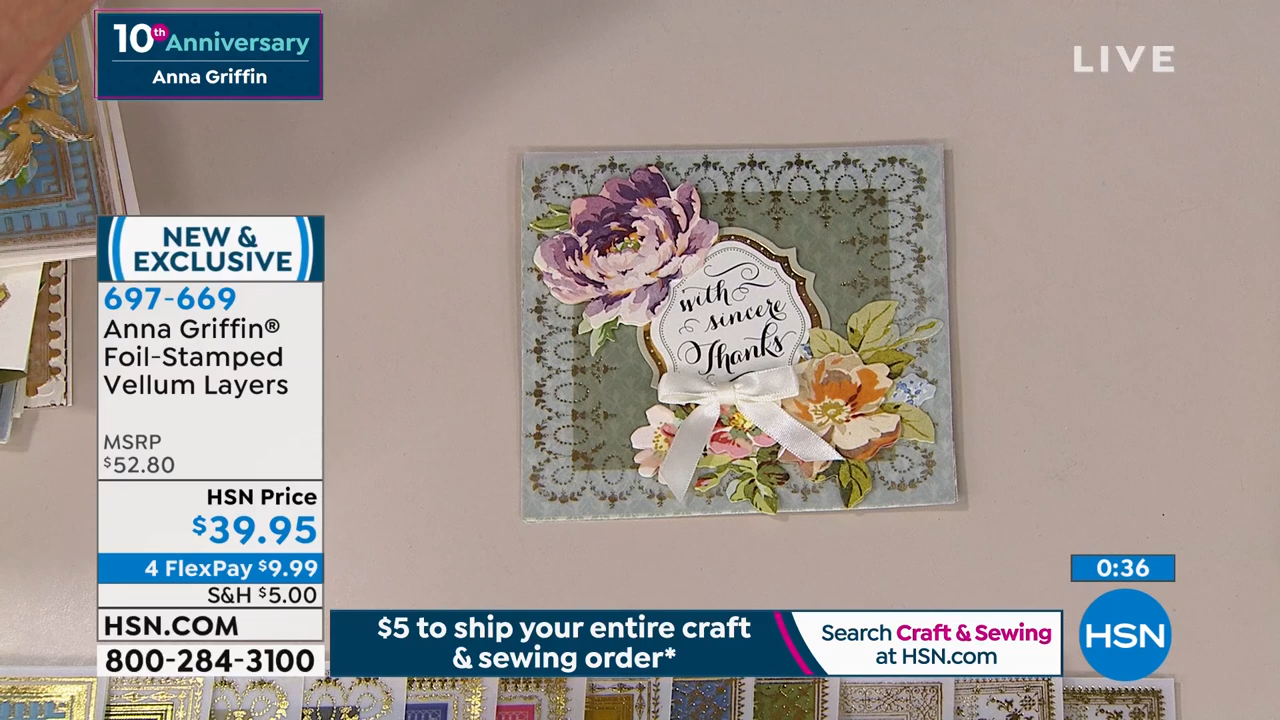 10th Anniversary
Anna Griffin
LIVE
NEW &
EXCLUSIVE
697-669
Anna Griffin®
Foil-Stamped
Vellum Layers
MSRP
$52.80
HSN Price
$39.95
4 FlexPay $9.99
S&H $5.00
HSN.COM
800-284-3100
with
sincere
Thanks
$5 to ship your entire craft
& sewing order*
Search Craft & Sewing
at HSN.com
0:36
HSN